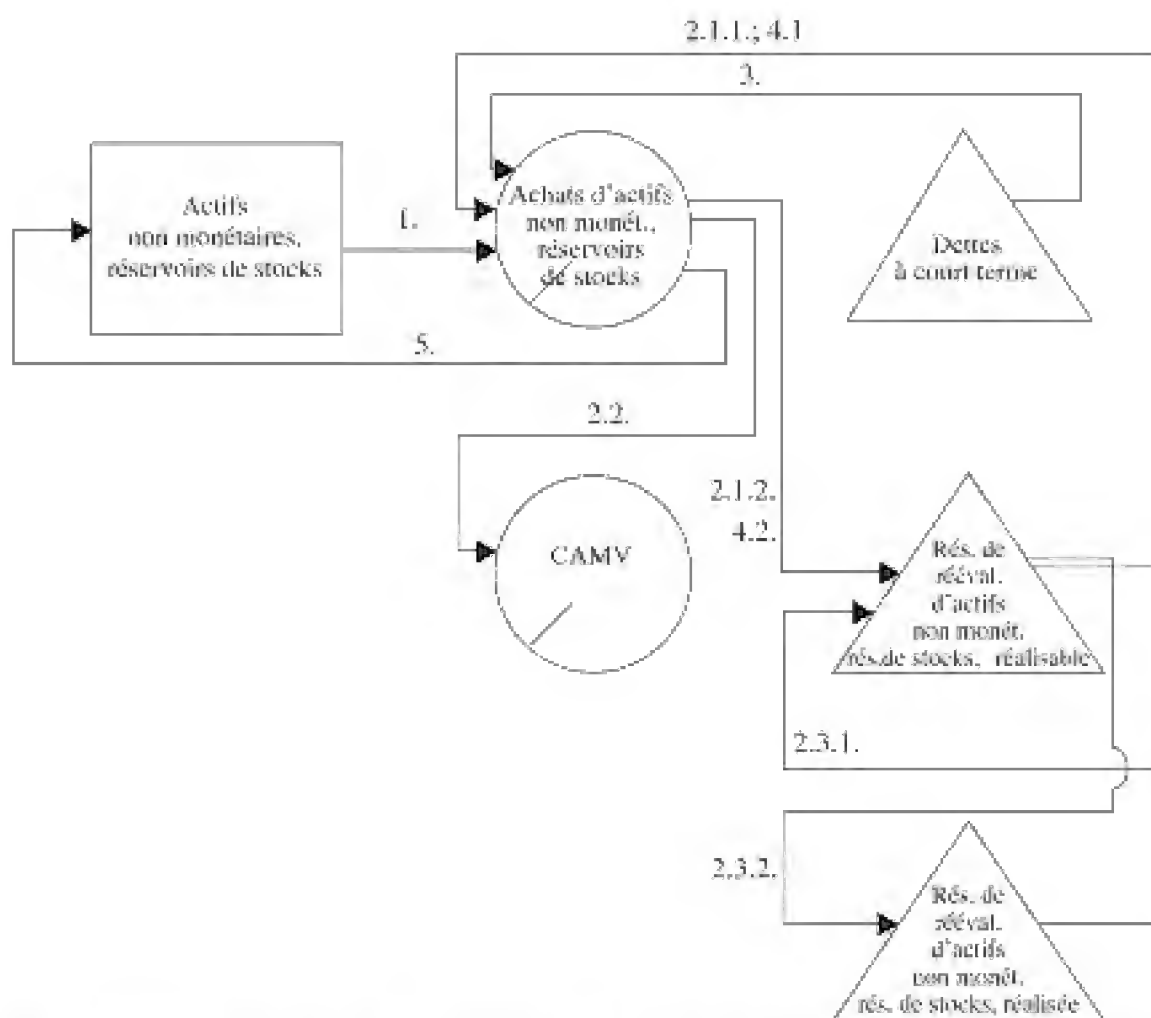 2.1.1.; 4.1
3.
Actifs
non monétaires,
réservoirs de stocks
1.
Achats d'actifs
non monét.,
réservoirs
de stocks
Dettes
à court terme
5.
2.2.
CAMV
2.1.2.
4.2.
Rés. de
rééval.
d'actifs
non monét.
rés.de stocks, réalisable
2.3.1.
2.3.2.
Rés. de
rééval.
d'actifs
non monét.
rés. de stocks, réalisée